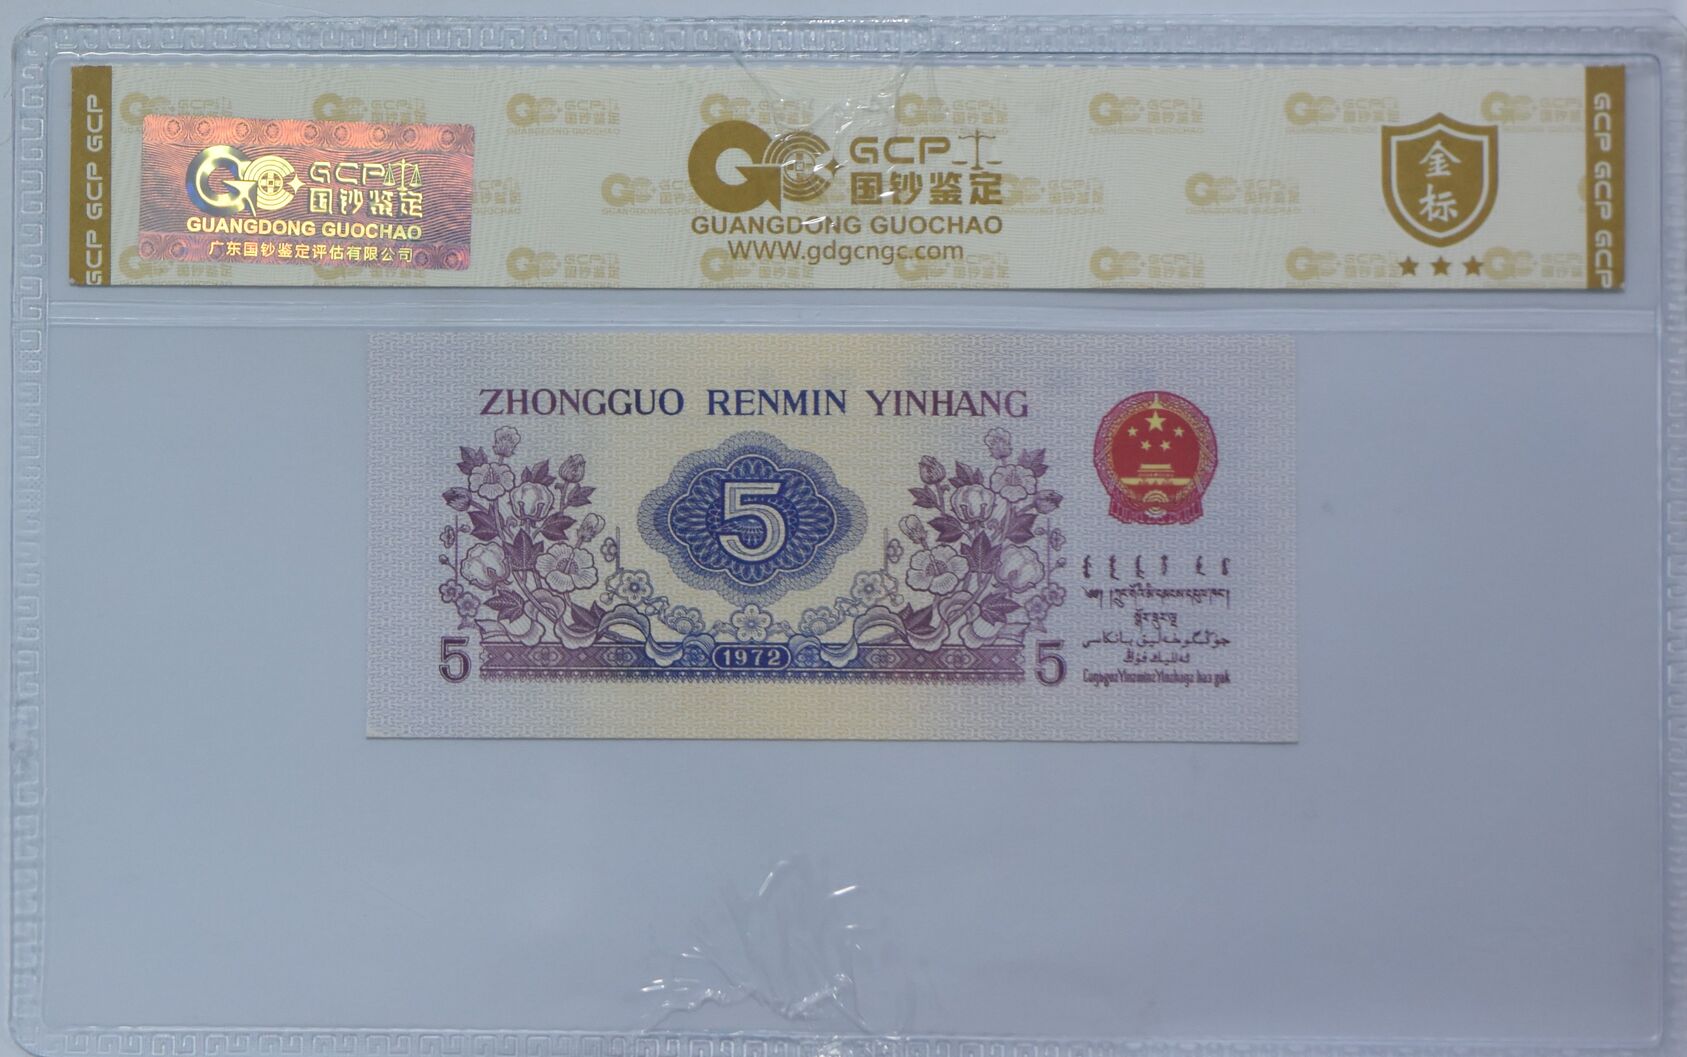 GCP GCP GCP
GCP
国钞鉴定
GUANGDONG GUOCHAO
广东国钞鉴定评估有限公司
GCP
国钞鉴定
GUANGDONG GUOCHAO
WWW.gdgcngc.com
金标
GCP GCP GCP
ZHONGGUO RENMIN YINHANG
5
5
1972
5